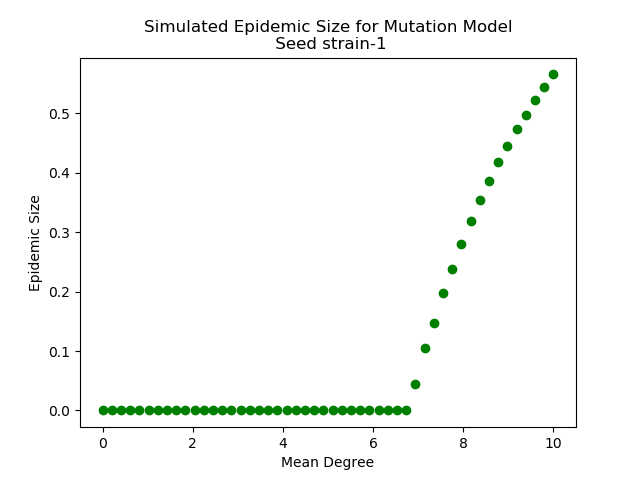 Simulated Epidemic Size for Mutation Model
Seed strain-1
Epidemic Size
0.5
0.4
0.3
0.2
0.1
0.0
0 2 4 6 8 10
Mean Degree